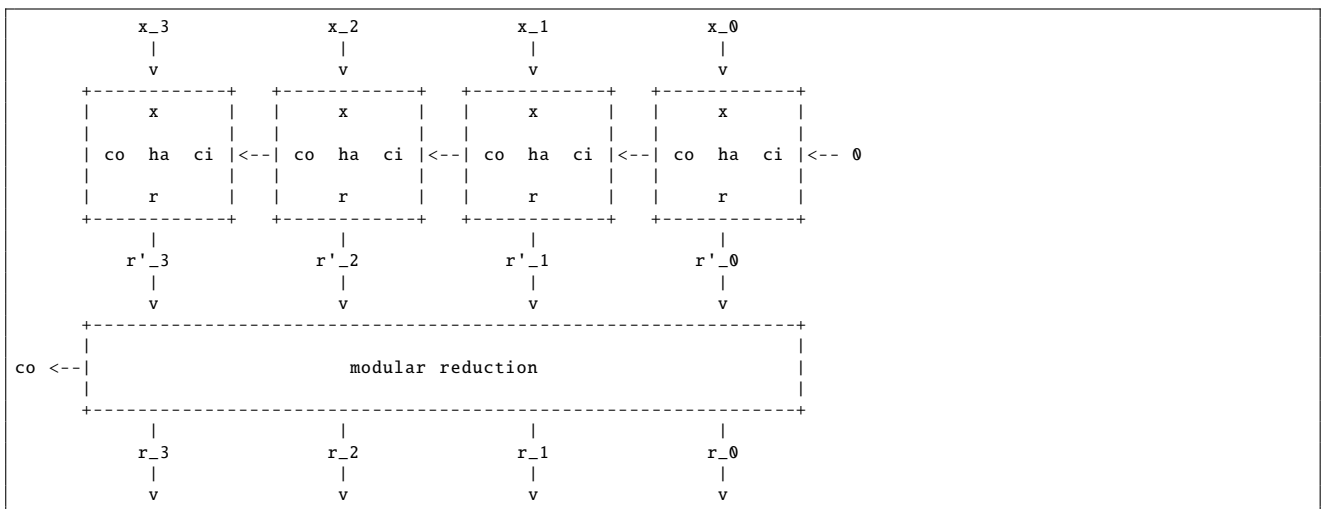 x_3 x_2 x_1 x_0
| | | |
v v v v
+------------+ +------------+ +------------+ +------------+
| x | | x | | x | | x |
| | | | | | | |
| co ha ci |<--| co ha ci |<--| co ha ci |<--| co ha ci |<-- 0
| | | | | | | |
| r | | r | | r | | r |
+------------+ +------------+ +------------+ +------------+
| | | |
r'_3 r'_2 r'_1 r'_0
| | | |
v v v v
+---------------------------------------------------------------+
| |
co <--| modular reduction |
| |
+---------------------------------------------------------------+
| | | |
r_3 r_2 r_1 r_0
| | | |
v v v v